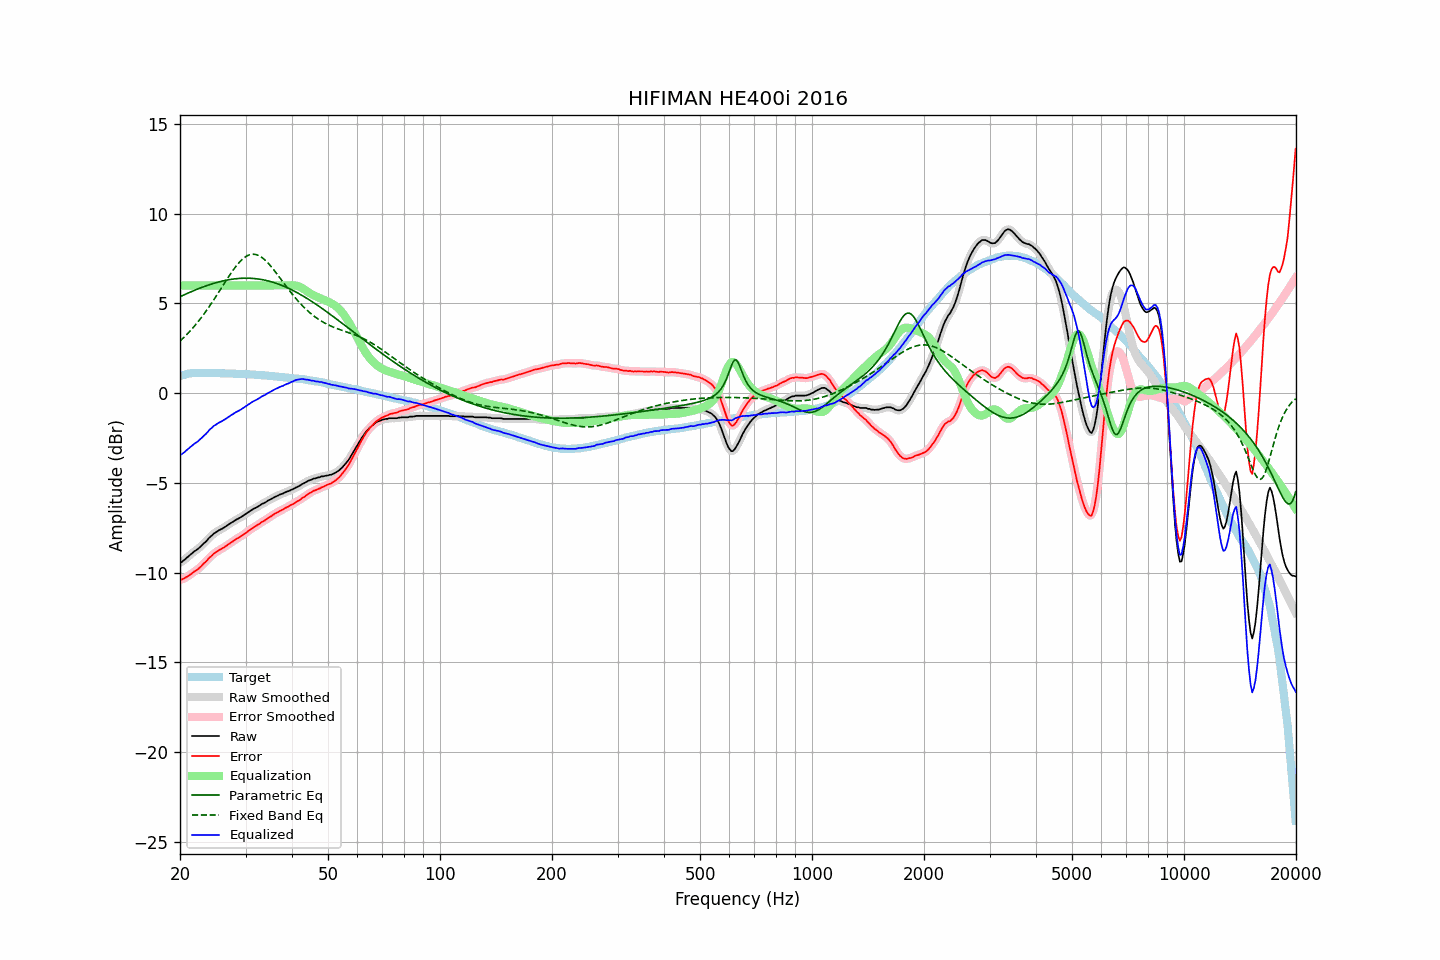 HIFIMAN HE400i 2016
15
10
5
0
−5
−10
−15
−20
−25
Amplitude (dBr)
Target
Raw Smoothed
Error Smoothed
Raw
Error
Equalization
Parametric Eq
Fixed Band Eq
Equalized
20
50
100
200
500
1000
2000
5000
10000
20000
Frequency (Hz)